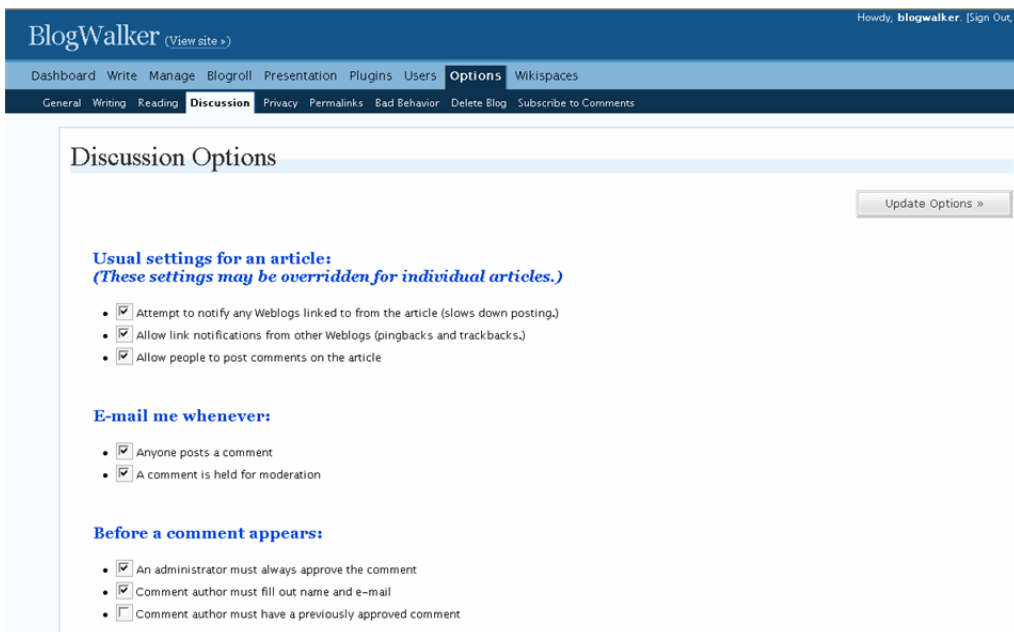 Howdy, blogwalker. [Sign Out,
BlogWalker (View site »)
Dashboard Write Manage Blogroll Presentation Plugins Users Options Wikispaces
General Writing Reading Discussion Privacy Permalinks Bad Behavior Delete Blog Subscribe to Comments
Discussion Options
Update Options »
Usual settings for an article:
(These settings may be overridden for individual articles.)
Attempt to notify any Weblogs linked to from the article (slows down posting.)
Allow link notifications from other Weblogs (pingbacks and trackbacks.)
Allow people to post comments on the article
E-mail me whenever:
Anyone posts a comment
A comment is held for moderation
Before a comment appears:
An administrator must always approve the comment
Comment author must fill out name and e-mail
Comment author must have a previously approved comment